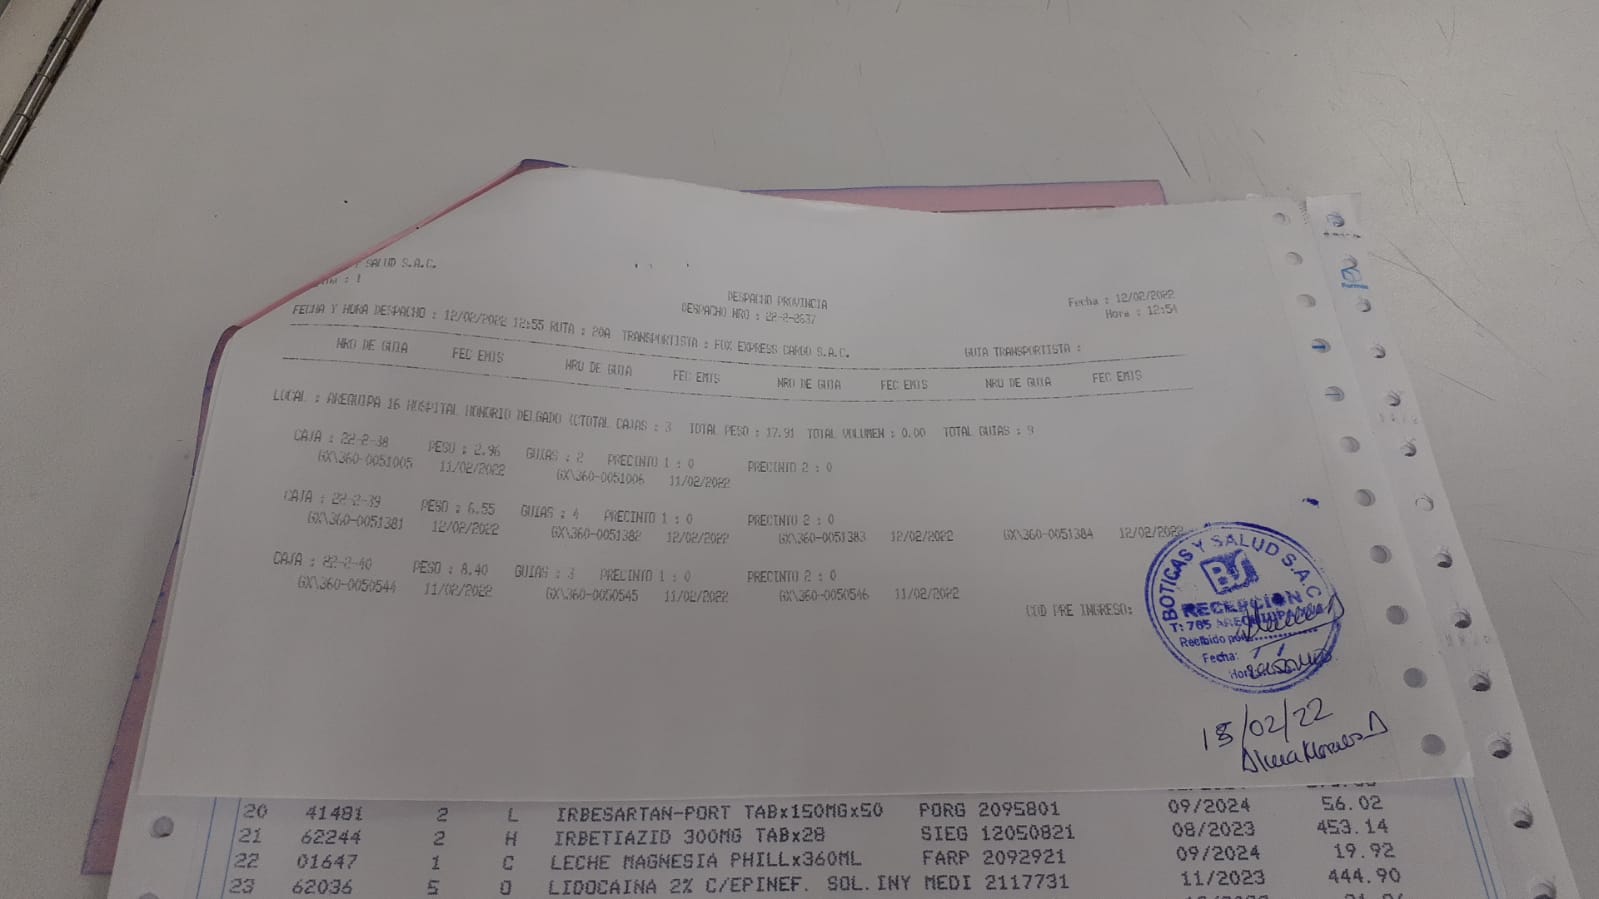 Y SALUD S.A.C.
: 1
DESPACHO PROVINCIA
Fecha : 12/02/2022
DESPACHO NRO : 22-2-2637
Hora : 12:54
FECHA Y HORA DESPACHO : 12/02/2022 12:55 RUTA : 20A TRANSPORTISTA : FOX EXPRESS CARGO S.A.C. GUIA TRANSPORTISTA :
NRO DE GUIA FEC EMIS NRO DE GUIA FEC EMIS NRO DE GUIA FEC EMIS NRO DE GUIA FEC EMIS
LOCAL : AREQUIPA 16 HOSPITAL HONORIO DELGADO (CTOTAL CAJAS : 3 TOTAL PESO : 17.91 TOTAL VOLUMEN : 0.00 TOTAL GUIAS : 9
CAJA : 22-2-38 PESO : 2.96 GUIAS : 2 PRECINTO 1 : 0 PRECINTO 2 : 0
GX\360-0051005 11/02/2022 GX\360-0051006 11/02/2022
CAJA : 22-2-39 PESO : 6.55 GUIAS : 4 PRECINTO 1 : 0 PRECINTO 2 : 0
GX\360-0051381 12/02/2022 GX\360-0051382 12/02/2022 GX\360-0051383 12/02/2022 GX\360-0051384 12/02/2022
CAJA : 22-2-40 PESO : 8.40 GUIAS : 3 PRECINTO 1 : 0 PRECINTO 2 : 0
GX\360-0050544 11/02/2022 GX\360-0050545 11/02/2022 GX\360-0050546 11/02/2022
COD PRE INGRESO:
BOTICAS Y SALUD S.A.C.
BS
RECEPCION
T: 765 AREQUIPA
Recibido por:
Fecha: / /
Hora:
18/02/22
20 41481 2 L IRBESARTAN-PORT TABx150MGx50 PORG 2095801 09/2024 56.02
21 62244 2 H IRBETIAZID 300MG TABx28 SIEG 12050821 08/2023 453.14
22 01647 1 C LECHE MAGNESIA PHILLx360ML FARP 2092921 09/2024 19.92
23 62036 5 O LIDOCAINA 2% C/EPINEF. SOL.INY MEDI 2117731 11/2023 444.90